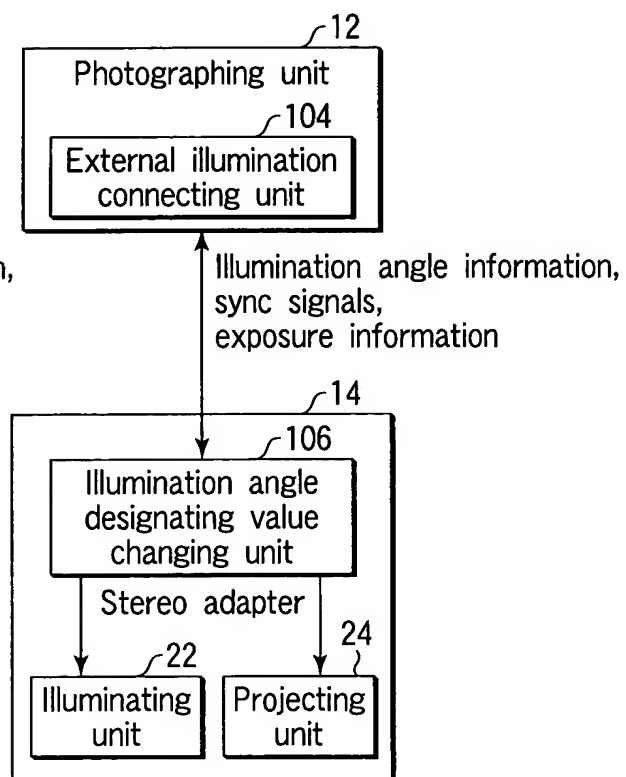 12
Photographing unit
104
External illumination
connecting unit
n,
Illumination angle information,
sync signals,
exposure information
14
106
Illumination angle
designating value
changing unit
Stereo adapter
22
Illuminating
unit
24
Projecting
unit